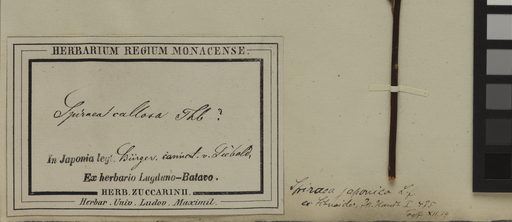 HERBARIUM REGIUM MONACENSE.
Spiraea callosa Thb?
In Japonia leg. Bürger, comm. v. Siebold.
Ex herbario Lugduno-Batavo.
HERB. ZUCCARINII.
Herbar. Univ. Ludov. Maximil.
Spiraea japonica L. f.